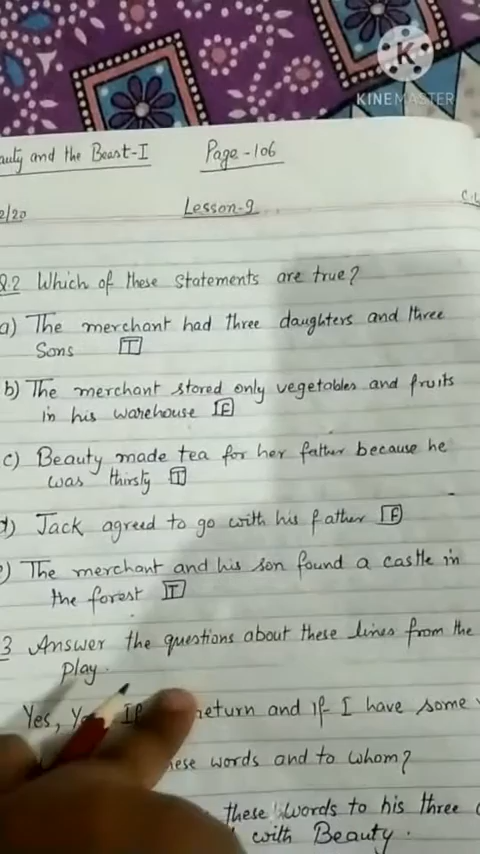 KINEMASTER
auty and the Beast-I Page-106
2/20 Lesson-9
Q.2 Which of these statements are true?
a) The merchant had three daughters and three
Sons T
b) The merchant stored only vegetables and fruits
in his warehouse F
c) Beauty made tea for her father because he
was thirsty T
d) Jack agreed to go with his father F
e) The merchant and his son found a castle in
the forest T
3 Answer the questions about these lines from the
play.
Yes, If return and if I have some
these words and to whom?
these words to his three
with Beauty.